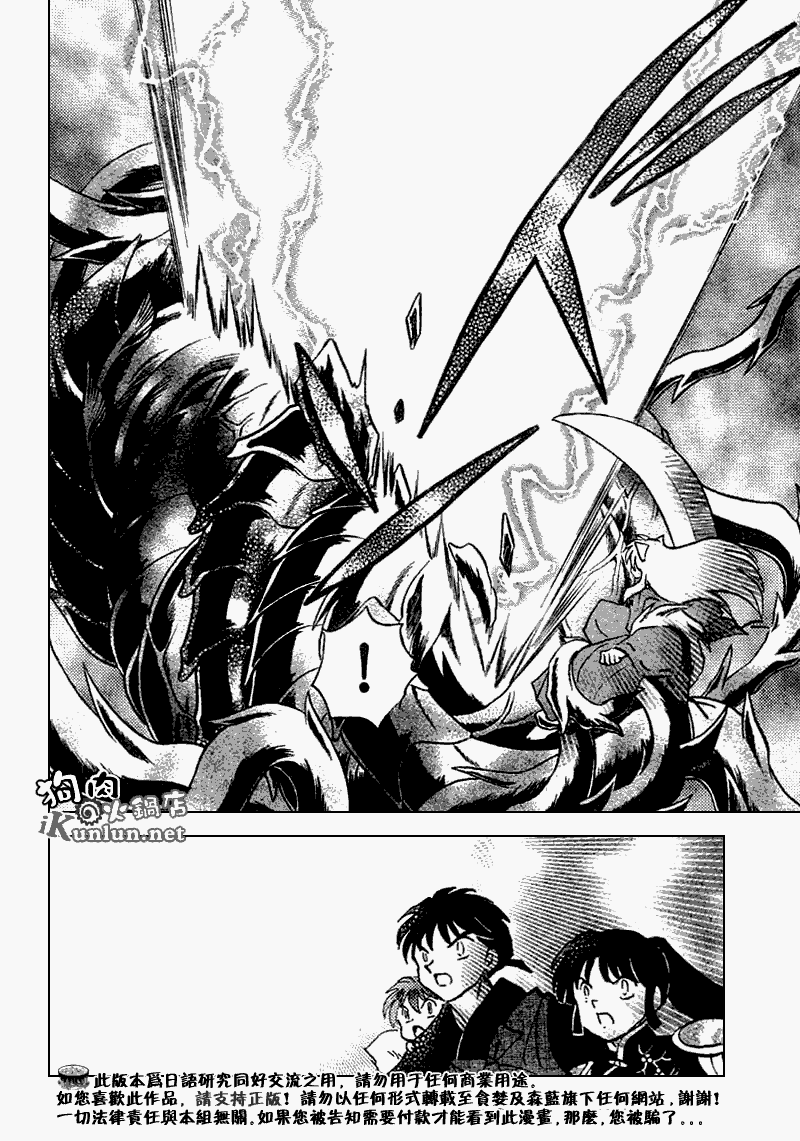 !
狗肉
火鍋店
iKunlun.net
此版本爲日語研究同好交流之用，請勿用于任何商業用途。
如您喜歡此作品，請支持正版！請勿以任何形式轉載至貪婪及森藍旗下任何網站，謝謝！
一切法律責任與本組無關。如果您被告知需要付款才能看到此漫畫，那麼，您被騙了。。。